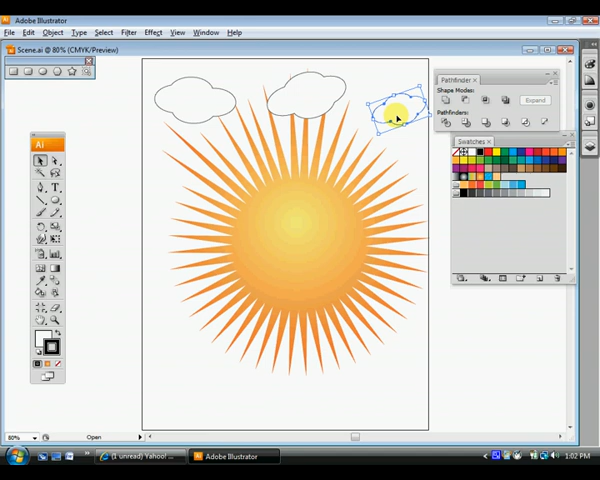 Adobe Illustrator
File Edit Object Type Select Filter Effect View Window Help
Scene.ai @ 80% (CMYK/Preview)
Pathfinder
Shape Modes:
Expand
Pathfinders:
Swatches
Ai
T
80%
Open
(1 unread) Yahoo! ...
Adobe Illustrator
1:02 PM